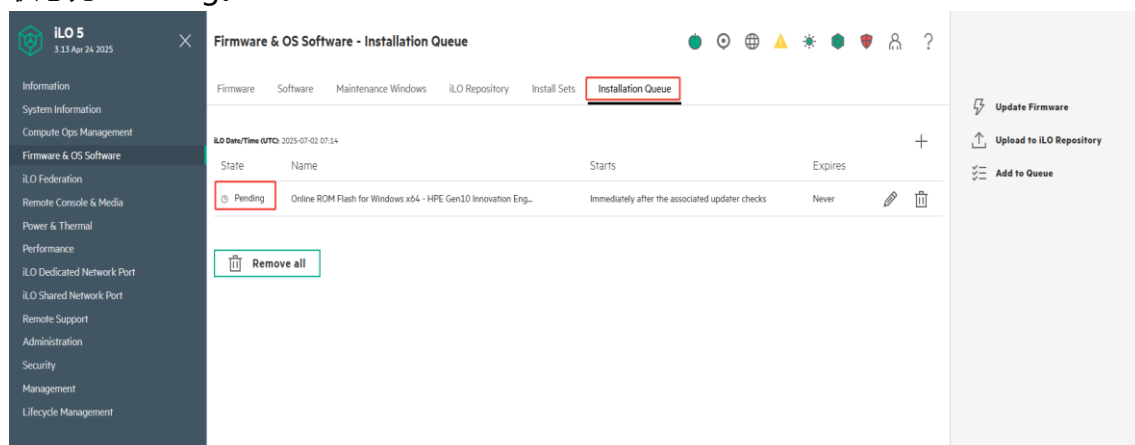 iLO 5
3.13 Apr 24 2025
Firmware & OS Software - Installation Queue
?
Information
System Information
Compute Ops Management
Firmware & OS Software
iLO Federation
Remote Console & Media
Power & Thermal
Performance
iLO Dedicated Network Port
iLO Shared Network Port
Remote Support
Administration
Security
Management
Lifecycle Management
Firmware Software Maintenance Windows iLO Repository Install Sets Installation Queue
iLO Date/Time (UTC): 2025-07-02 07:14
State Name Starts Expires
Pending Online ROM Flash for Windows x64 - HPE Gen10 Innovation Eng... Immediately after the associated updater checks Never
Remove all
Update Firmware
Upload to iLO Repository
Add to Queue